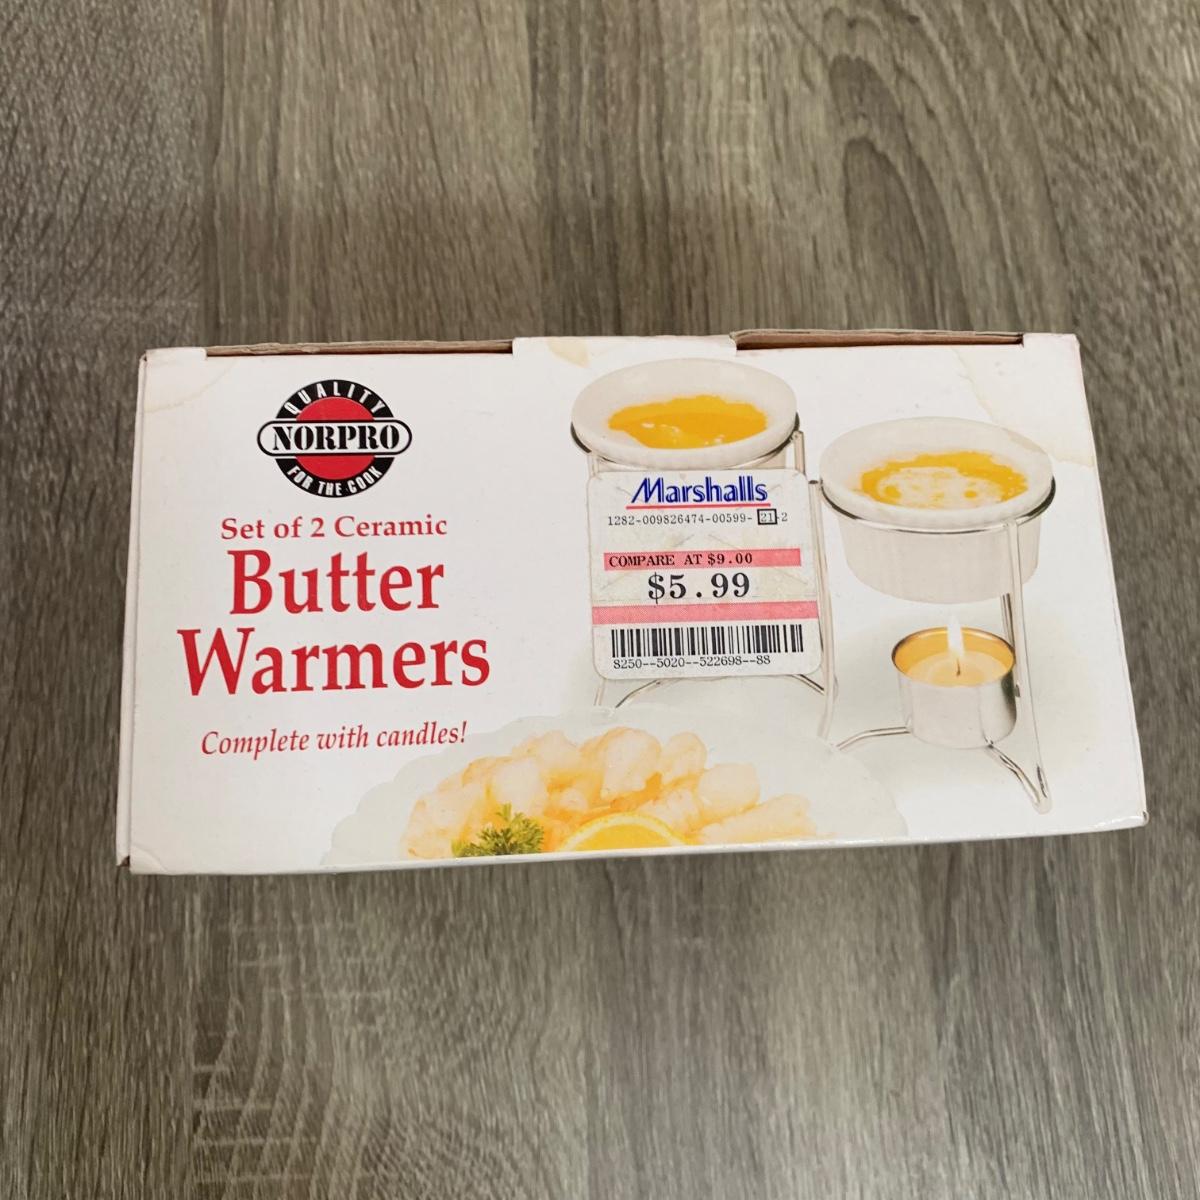 QUALITY
NORPRO
FOR THE COOK
Set of 2 Ceramic
Butter
Warmers
Complete with candles!
Marshalls
1282-009826474-00599- 21-2
COMPARE AT $9.00
$5.99
8250--5020--522698--88